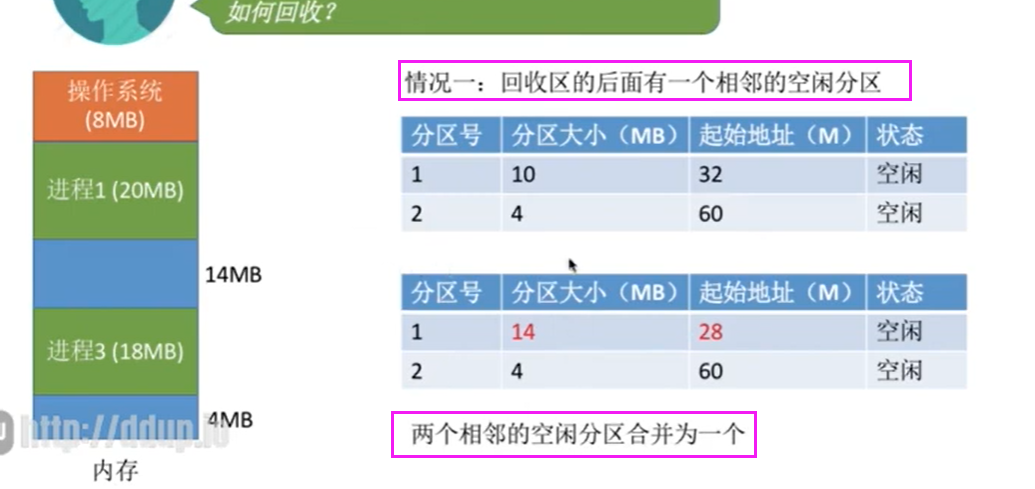 如何回收？
情况一：回收区的后面有一个相邻的空闲分区
操作系统
(8MB)
进程1 (20MB)
14MB
进程3 (18MB)
4MB
http://ddup.io
内存
分区号 分区大小（MB） 起始地址（M） 状态
1 10 32 空闲
2 4 60 空闲
分区号 分区大小（MB） 起始地址（M） 状态
1 14 28 空闲
2 4 60 空闲
两个相邻的空闲分区合并为一个